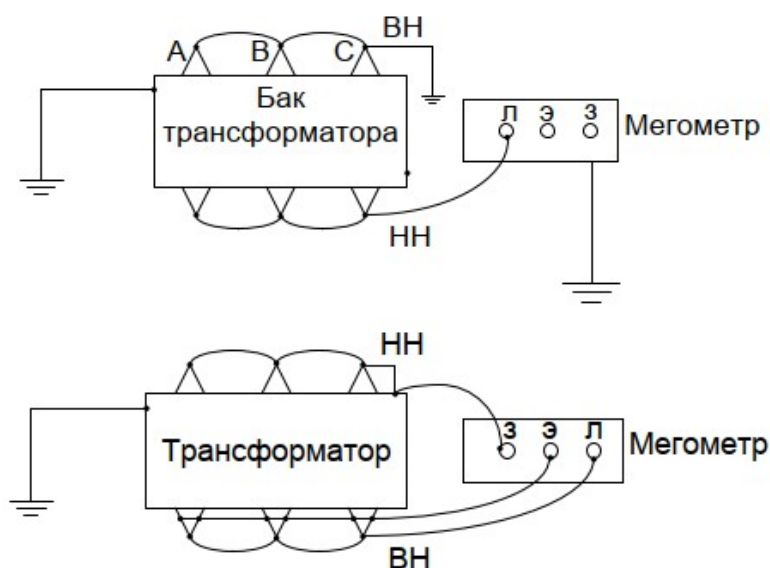 ВН
А В С
Бак
трансформатора
Л Э З
Мегометр
НН
НН
З Э Л
Трансформатор
Мегометр
ВН